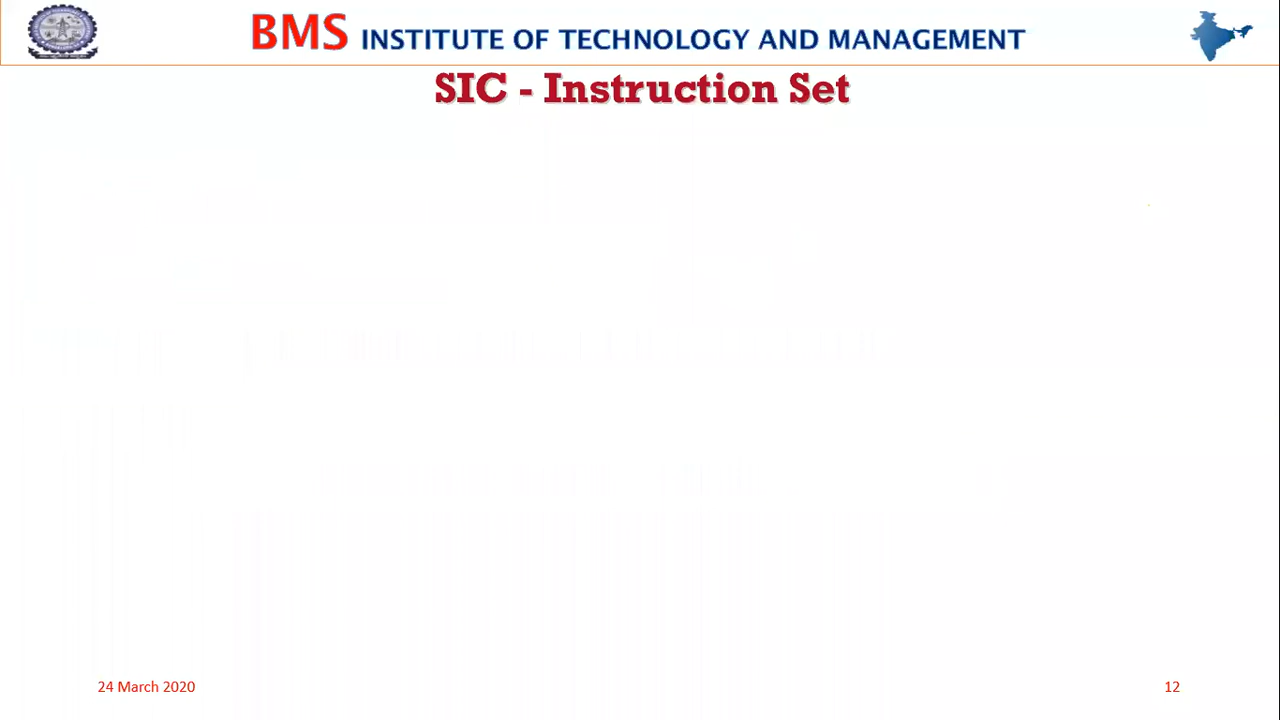 BMS INSTITUTE OF TECHNOLOGY AND MANAGEMENT
SIC - Instruction Set
24 March 2020
12